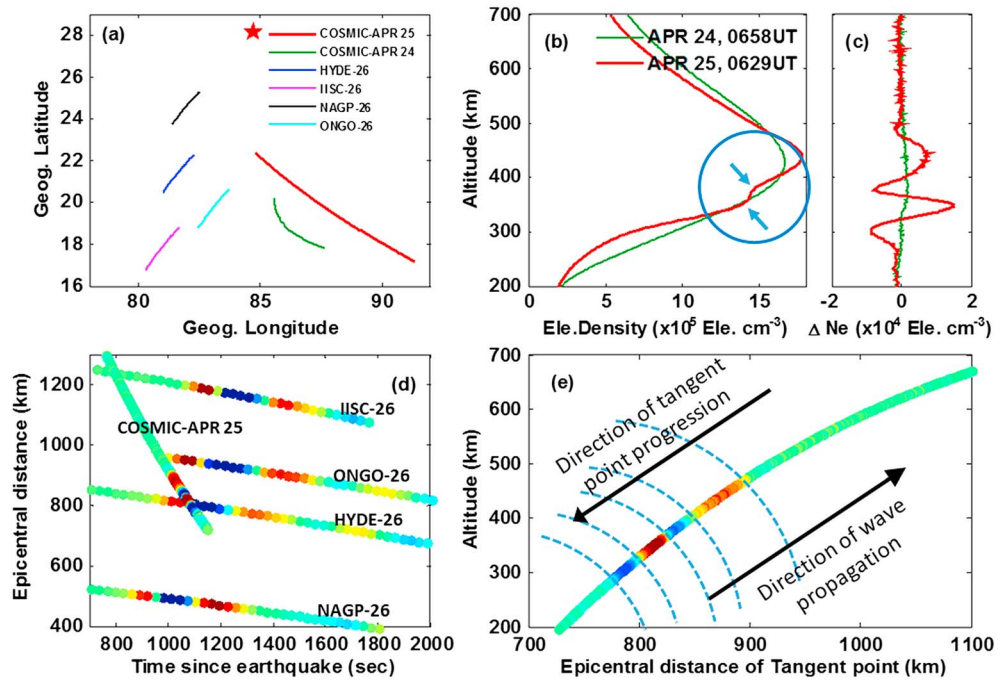 (a)
28
26
24
22
20
18
16
Geog. Latitude
80
85
90
Geog. Longitude
COSMIC-APR 25
COSMIC-APR 24
HYDE-26
IISC-26
NAGP-26
ONGO-26
(b)
APR 24, 0658UT
APR 25, 0629UT
700
600
500
400
300
200
Altitude (km)
0
5
10
15
Ele.Density (x10⁵ Ele. cm⁻³)
(c)
-2
0
2
Δ Ne (x10⁴ Ele. cm⁻³)
(d)
1200
1000
800
600
400
Epicentral distance (km)
IISC-26
COSMIC-APR 25
ONGO-26
HYDE-26
NAGP-26
800 1000 1200 1400 1600 1800 2000
Time since earthquake (sec)
(e)
700
600
500
400
300
200
Altitude (km)
Direction of tangent
point progression
Direction of wave
propagation
700
800
900
1000
1100
Epicentral distance of Tangent point (km)